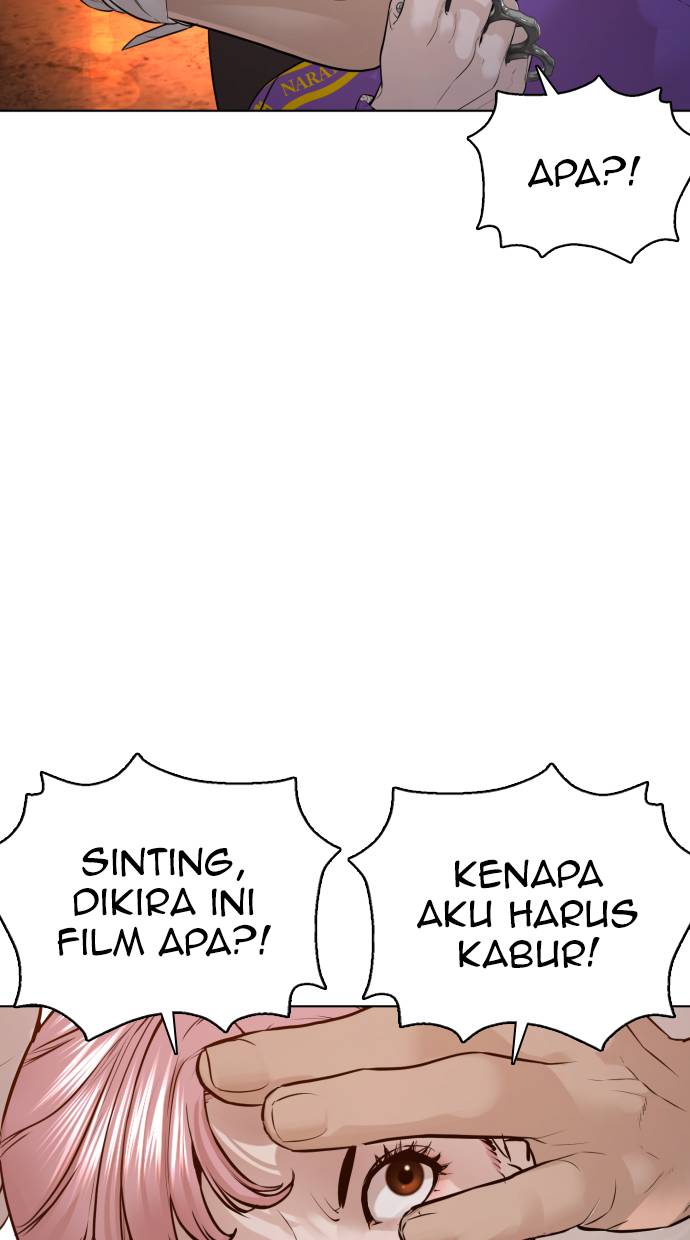 NARA
APA?!
SINTING,
DIKIRA INI
FILM APA?!
KENAPA
AKU HARUS
KABUR!